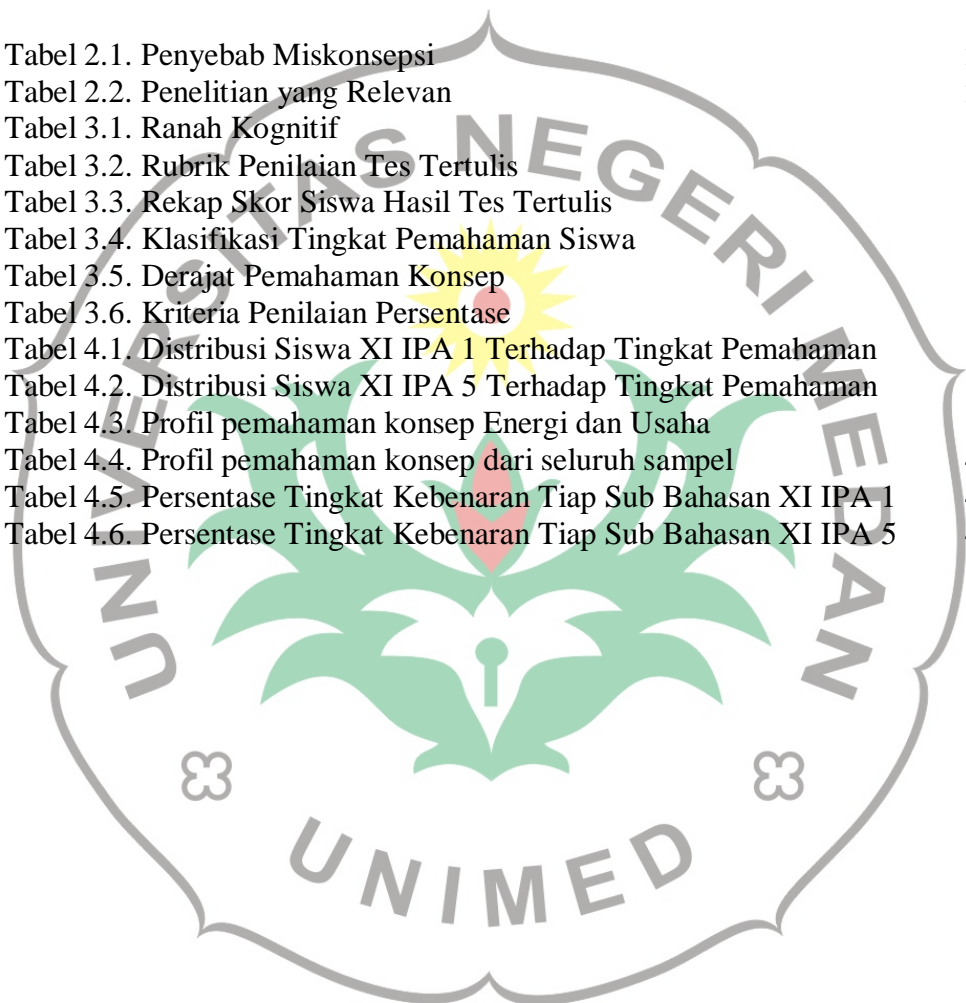 Tabel 2.1. Penyebab Miskonsepsi
Tabel 2.2. Penelitian yang Relevan
Tabel 3.1. Ranah Kognitif
Tabel 3.2. Rubrik Penilaian Tes Tertulis
Tabel 3.3. Rekap Skor Siswa Hasil Tes Tertulis
Tabel 3.4. Klasifikasi Tingkat Pemahaman Siswa
Tabel 3.5. Derajat Pemahaman Konsep
Tabel 3.6. Kriteria Penilaian Persentase
Tabel 4.1. Distribusi Siswa XI IPA 1 Terhadap Tingkat Pemahaman
Tabel 4.2. Distribusi Siswa XI IPA 5 Terhadap Tingkat Pemahaman
Tabel 4.3. Profil pemahaman konsep Energi dan Usaha
Tabel 4.4. Profil pemahaman konsep dari seluruh sampel
Tabel 4.5. Persentase Tingkat Kebenaran Tiap Sub Bahasan XI IPA 1
Tabel 4.6. Persentase Tingkat Kebenaran Tiap Sub Bahasan XI IPA 5
UNIVERSITAS NEGERI MEDAN
UNIMED